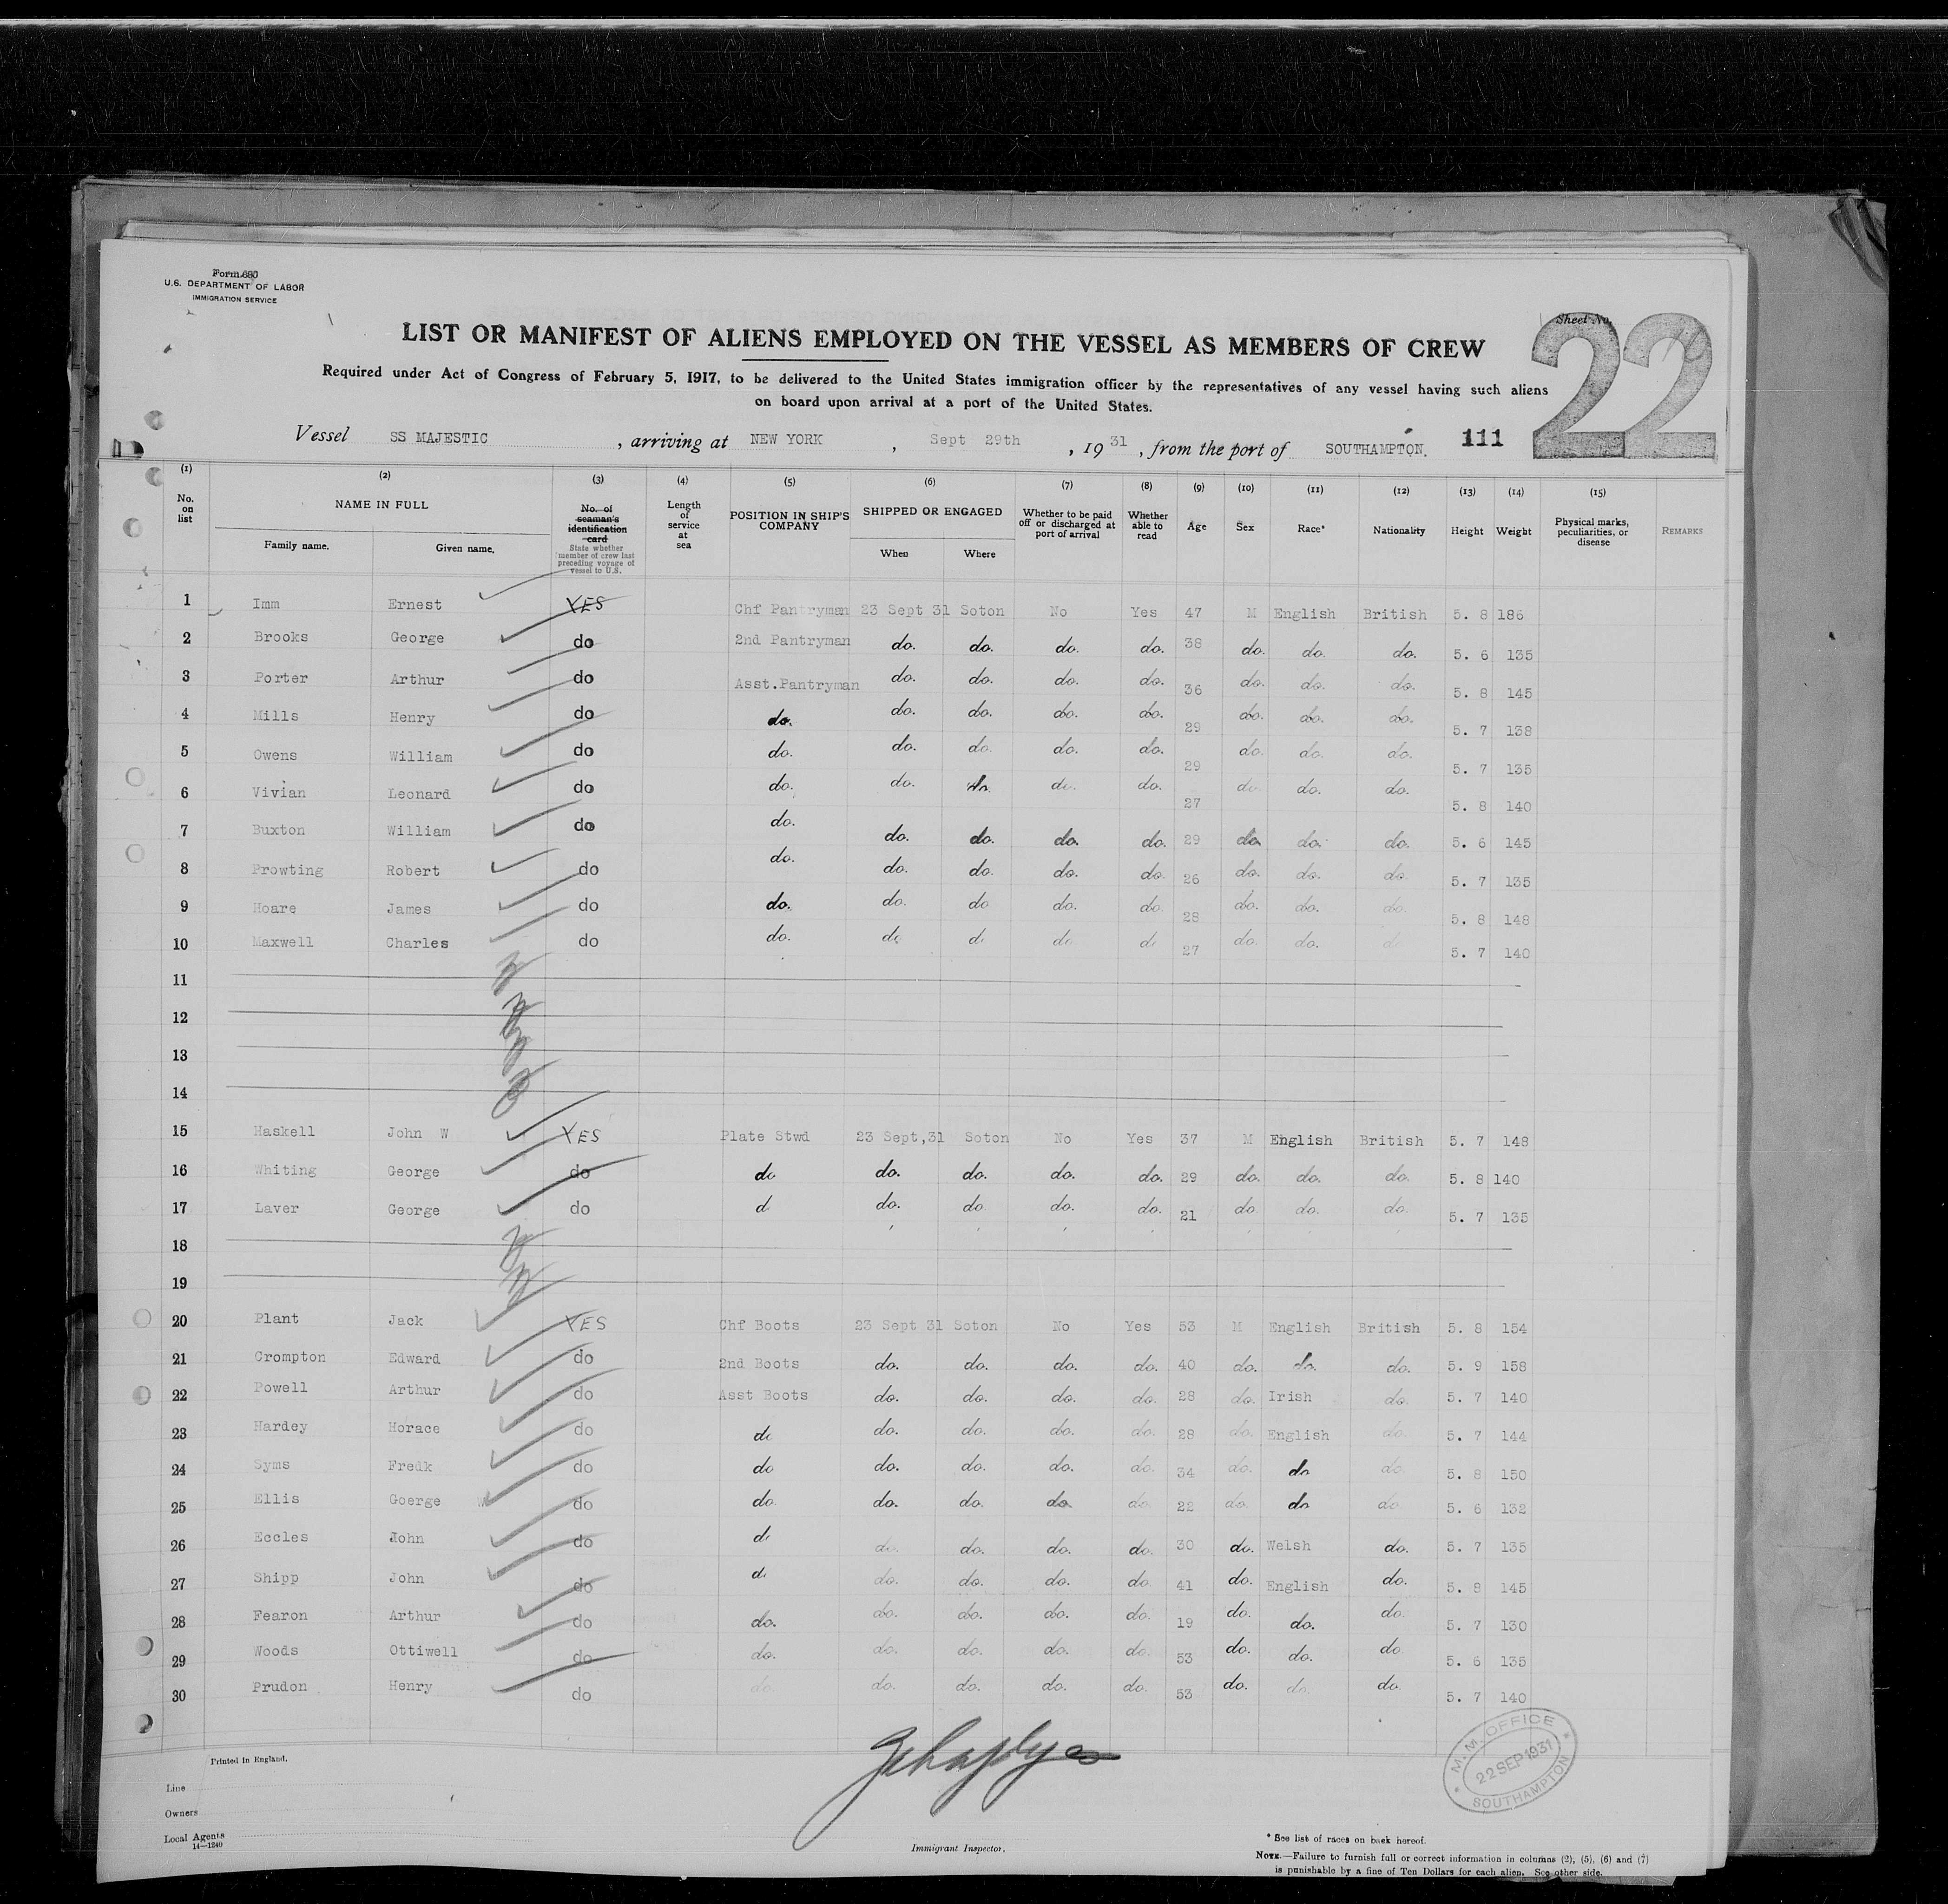 Form 680
U.S. DEPARTMENT OF LABOR
IMMIGRATION SERVICE
Sheet No.
22
LIST OR MANIFEST OF ALIENS EMPLOYED ON THE VESSEL AS MEMBERS OF CREW
Required under Act of Congress of February 5, 1917, to be delivered to the United States immigration officer by the representatives of any vessel having such aliens
on board upon arrival at a port of the United States.
Vessel SS MAJESTIC , arriving at NEW YORK , Sept 29th , 1931 , from the port of SOUTHAMPTON. 111
(1) (2) (3) (4) (5) (6) (7) (8) (9) (10) (11) (12) (13) (14) (15)
No. on list NAME IN FULL Family name. Given name. No. of seaman's identification card State whether member of crew last preceding voyage of vessel to U.S. Length of service at sea POSITION IN SHIP'S COMPANY SHIPPED OR ENGAGED When Where Whether to be paid off or discharged at port of arrival Whether able to read Age Sex Race* Nationality Height Weight Physical marks, peculiarities, or disease REMARKS
1 Imm Ernest YES Chf Pantryman 23 Sept 31 Soton No Yes 47 M English British 5. 8 186
2 Brooks George do 2nd Pantryman do. do. do. do. 38 do. do. do. 5. 6 135
3 Porter Arthur do Asst.Pantryman do. do. do. do. 36 do. do. do. 5. 8 145
4 Mills Henry do do. do. do. do. do. 29 do. do. do. 5. 7 138
5 Owens William do do. do. do. do. do. 29 do. do. do. 5. 7 135
6 Vivian Leonard do do. do. do. do. do. 27 do. do. do. 5. 8 140
7 Buxton William do do. do. do. do. do. 29 do. do. do. 5. 6 145
8 Prowting Robert do do. do. do. do. do. 26 do. do. do. 5. 7 135
9 Hoare James do do. do. do do. do. 28 do. do. do. 5. 8 148
10 Maxwell Charles do do. do d. do d. 27 do. do. d 5. 7 140
11
12
13
14
15 Haskell John W YES Plate Stwd 23 Sept,31 Soton No Yes 37 M English British 5. 7 148
16 Whiting George do do do. do. do. do. 29 do. do. do. 5. 8 140
17 Laver George do d. do. do do. do. 21 do do. do. 5. 7 135
18
19
20 Plant Jack YES Chf Boots 23 Sept 31 Soton No Yes 53 M English British 5. 8 154
21 Crompton Edward do 2nd Boots do. do. do. do. 40 do. do. do. 5. 9 158
22 Powell Arthur do Asst Boots do. do. do. do. 28 do. Irish do. 5. 7 140
23 Hardey Horace do do do. do. do. do. 28 do. English do. 5. 7 144
24 Syms Fredk do do do. do. do. do. 34 do. do do. 5. 8 150
25 Ellis Goerge do do do. do. do. do 22 do. do do 5. 6 132
26 Eccles John do d. do. do. do. do. 30 do. Welsh do. 5. 7 135
27 Shipp John do d. do. do. do. do 41 do. English do. 5. 8 145
28 Fearon Arthur do do. do. do. do. do. 19 do. do. do. 5. 7 130
29 Woods Ottiwell do do. do. do. do. do. 53 do. do. do 5. 6 135
30 Prudon Henry do do. do. do. do. do. 53 do. do. do. 5. 7 140
Printed in England.
Line
Owners
Local Agents
14—1240
Immigrant Inspector.
M. M. OFFICE
22 SEP 1931
SOUTHAMPTON
* See list of races on back hereof.
NOTE.—Failure to furnish full or correct information in columns (2), (5), (6) and (7)
is punishable by a fine of Ten Dollars for each alien. See other side.